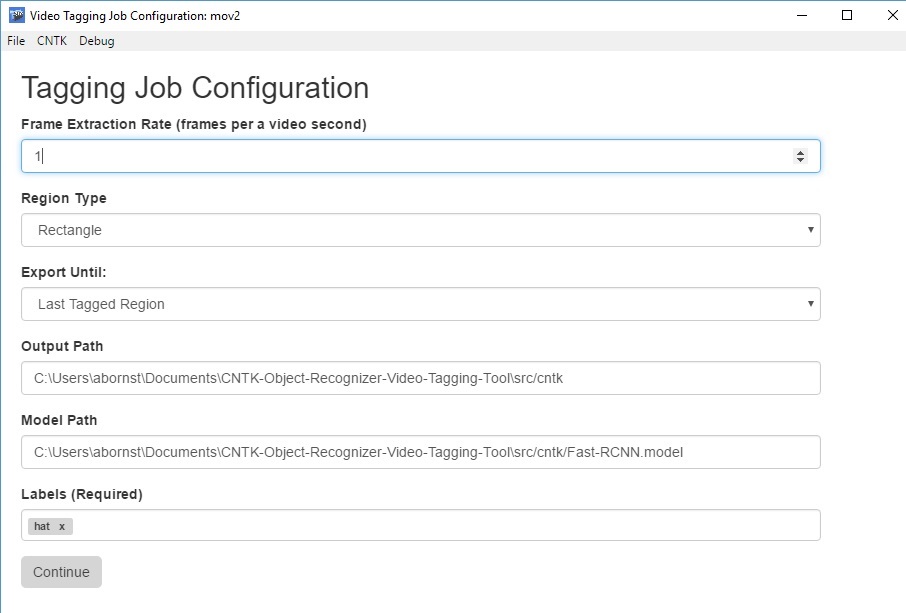 Video Tagging Job Configuration: mov2
File CNTK Debug
Tagging Job Configuration
Frame Extraction Rate (frames per a video second)
1
Region Type
Rectangle
Export Until:
Last Tagged Region
Output Path
C:\Users\abornst\Documents\CNTK-Object-Recognizer-Video-Tagging-Tool\src/cntk
Model Path
C:\Users\abornst\Documents\CNTK-Object-Recognizer-Video-Tagging-Tool\src/cntk/Fast-RCNN.model
Labels (Required)
hat x
Continue